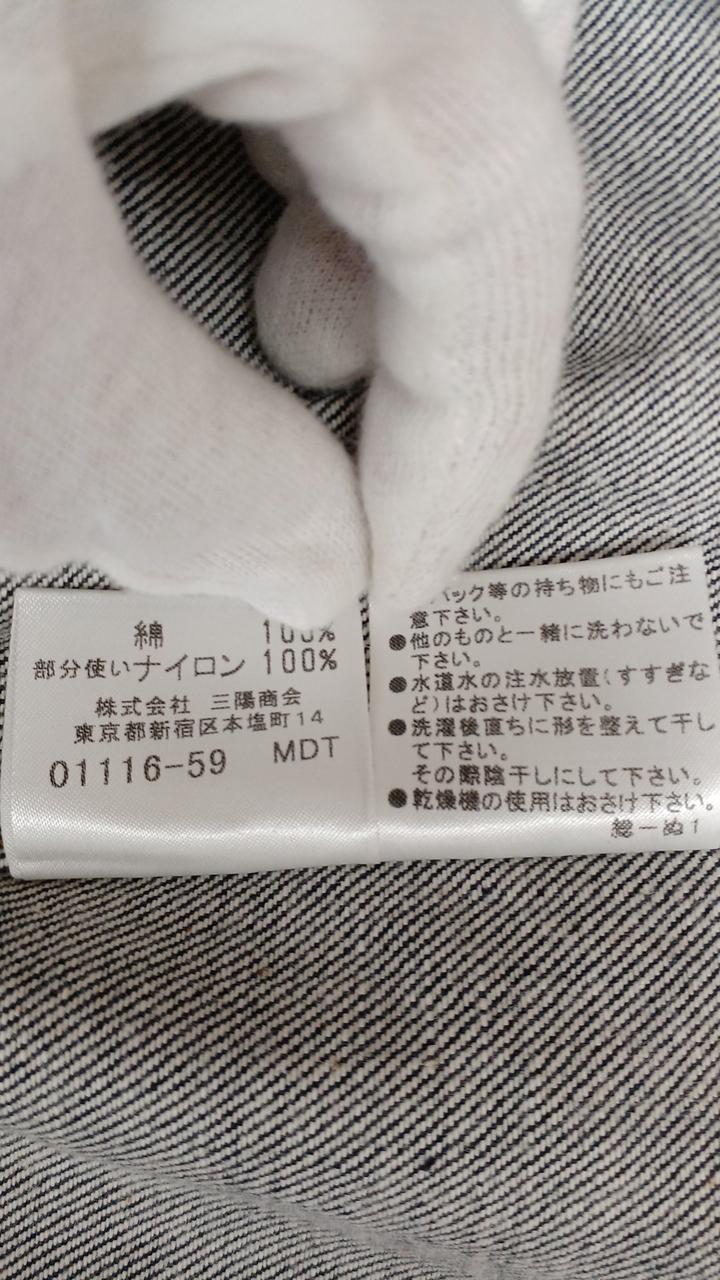 綿 100%
部分使いナイロン 100%
株式会社 三陽商会
東京都新宿区本塩町14
01116-59 MDT
バック等の持ち物にもご注
意下さい。
●他のものと一緒に洗わないで
下さい。
●水道水の注水放置(すすぎな
ど)はおさけ下さい。
●洗濯後直ちに形を整えて干し
て下さい。
その際陰干しにして下さい。
●乾燥機の使用はおさけ下さい。
総ーぬ1